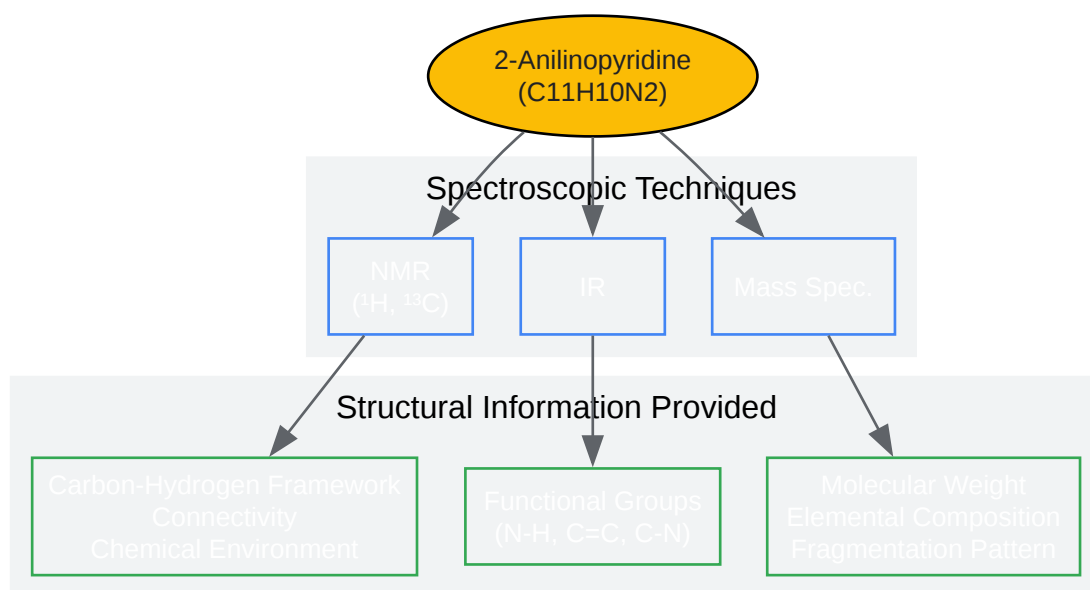 2-Anilinopyridine
(C11H10N2)
Spectroscopic Techniques
NMR
(¹H, ¹³C)
IR
Mass Spec.
Structural Information Provided
Carbon-Hydrogen Framework
Connectivity
Chemical Environment
Functional Groups
(N-H, C=C, C-N)
Molecular Weight
Elemental Composition
Fragmentation Pattern